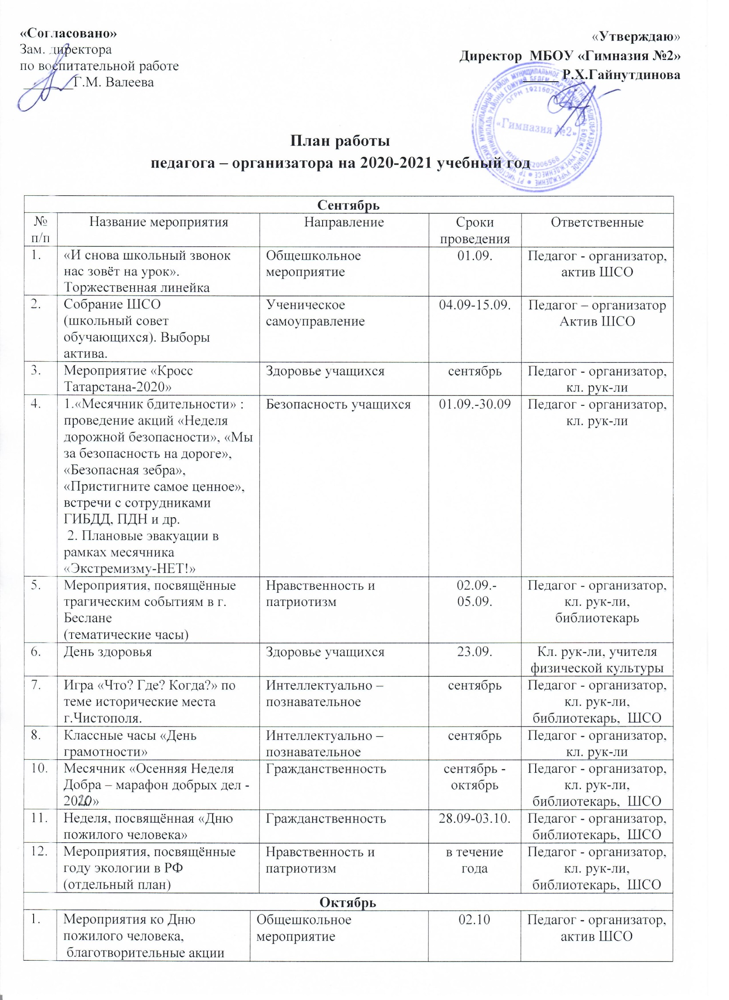 «Согласовано»
Зам. директора
по воспитательной работе
_______Г.М. Валеева
«Утверждаю»
Директор МБОУ «Гимназия №2»
_____ Р.Х.Гайнутдинова
«Гимназия №2»
План работы
педагога – организатора на 2020-2021 учебный год
Сентябрь
№
п/п
Название мероприятия
Направление
Сроки
проведения
Ответственные
1.
«И снова школьный звонок
нас зовёт на урок».
Торжественная линейка
Общешкольное
мероприятие
01.09.
Педагог - организатор,
актив ШСО
2.
Собрание ШСО
(школьный совет
обучающихся). Выборы
актива.
Ученическое
самоуправление
04.09-15.09.
Педагог – организатор
Актив ШСО
3.
Мероприятие «Кросс
Татарстана-2020»
Здоровье учащихся
сентябрь
Педагог - организатор,
кл. рук-ли
4.
1.«Месячник бдительности» :
проведение акций «Неделя
дорожной безопасности», «Мы
за безопасность на дороге»,
«Безопасная зебра»,
«Пристигните самое ценное»,
встречи с сотрудниками
ГИБДД, ПДН и др.
2. Плановые эвакуации в
рамках месячника
«Экстремизму-НЕТ!»
Безопасность учащихся
01.09.-30.09
Педагог - организатор,
кл. рук-ли
5.
Мероприятия, посвящённые
трагическим событиям в г.
Беслане
(тематические часы)
Нравственность и
патриотизм
02.09.-
05.09.
Педагог - организатор,
кл. рук-ли,
библиотекарь
6.
День здоровья
Здоровье учащихся
23.09.
Кл. рук-ли, учителя
физической культуры
7.
Игра «Что? Где? Когда?» по
теме исторические места
г.Чистополя.
Интеллектуально –
познавательное
сентябрь
Педагог - организатор,
кл. рук-ли,
библиотекарь, ШСО
8.
Классные часы «День
грамотности»
Интеллектуально –
познавательное
сентябрь
Педагог - организатор,
кл. рук-ли
10.
Месячник «Осенняя Неделя
Добра – марафон добрых дел -
2020»
Гражданственность
сентябрь -
октябрь
Педагог - организатор,
кл. рук-ли,
библиотекарь, ШСО
11.
Неделя, посвящённая «Дню
пожилого человека»
Гражданственность
28.09-03.10.
Педагог - организатор,
библиотекарь, ШСО
12.
Мероприятия, посвящённые
году экологии в РФ
(отдельный план)
Нравственность и
патриотизм
в течение
года
Педагог - организатор,
кл. рук-ли,
библиотекарь, ШСО
Октябрь
1.
Мероприятия ко Дню
пожилого человека,
благотворительные акции
Общешкольное
мероприятие
02.10
Педагог - организатор,
актив ШСО